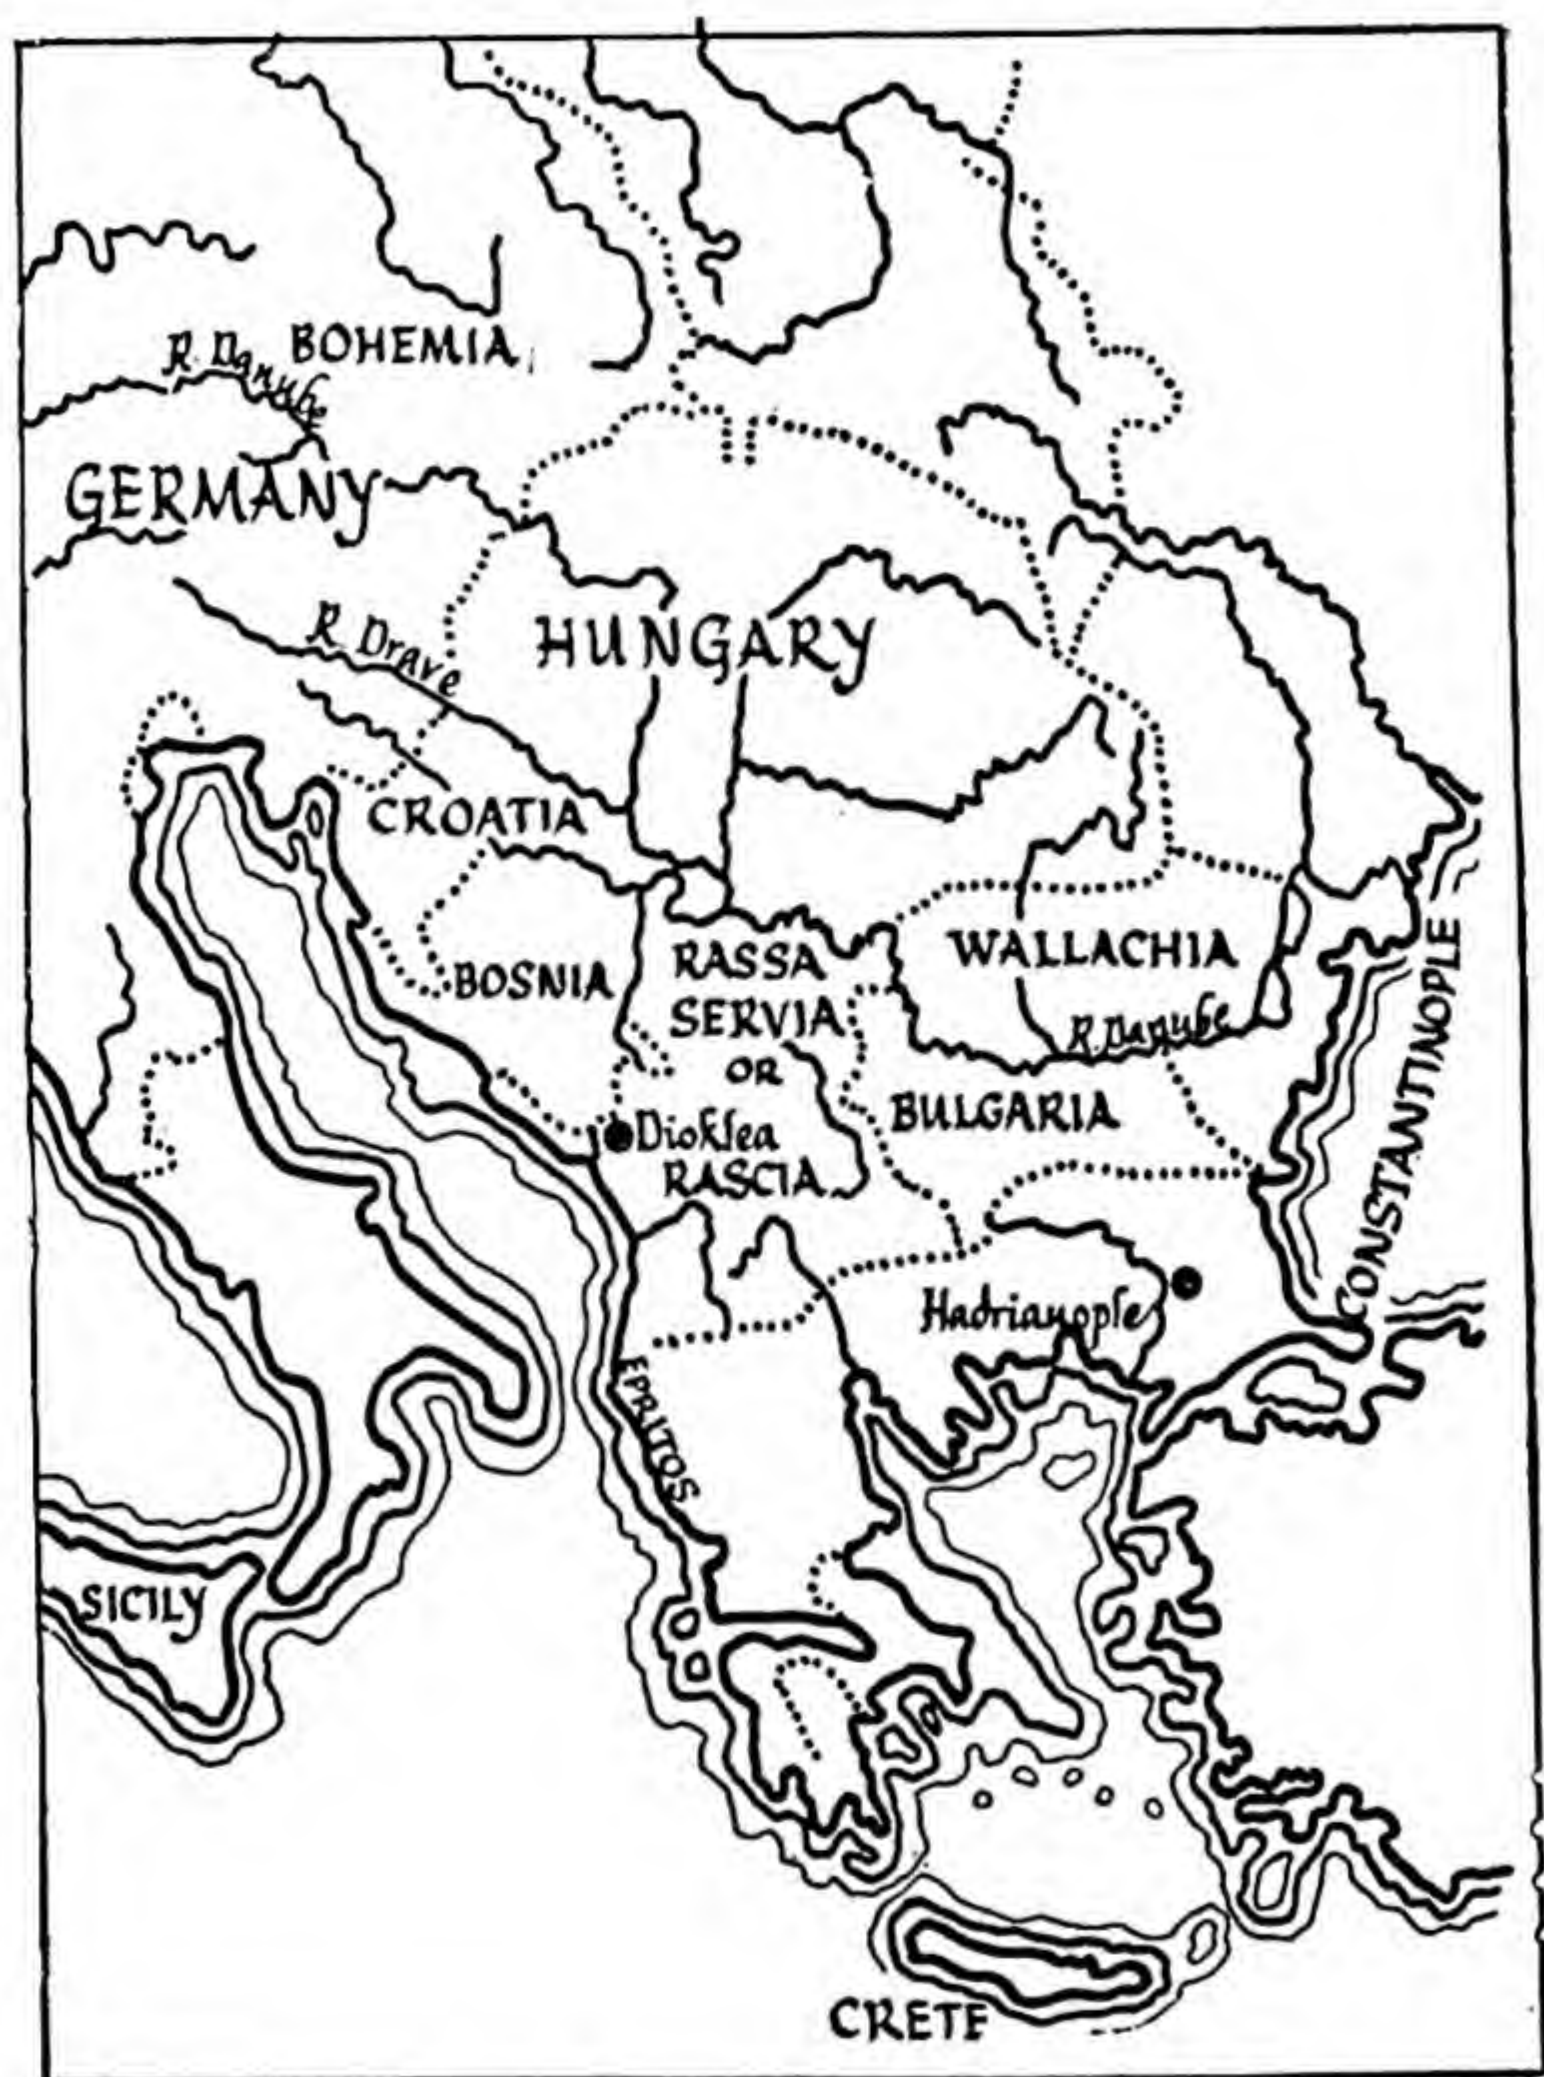 R. Danube
BOHEMIA
GERMANY
R. Drave
HUNGARY
CROATIA
BOSNIA
RASSA
SERVIA
OR
Dioklea
RASCIA
WALLACHIA
R. Danube
BULGARIA
CONSTANTINOPLE
Hadrianople
EPRITOS
SICILY
CRETE